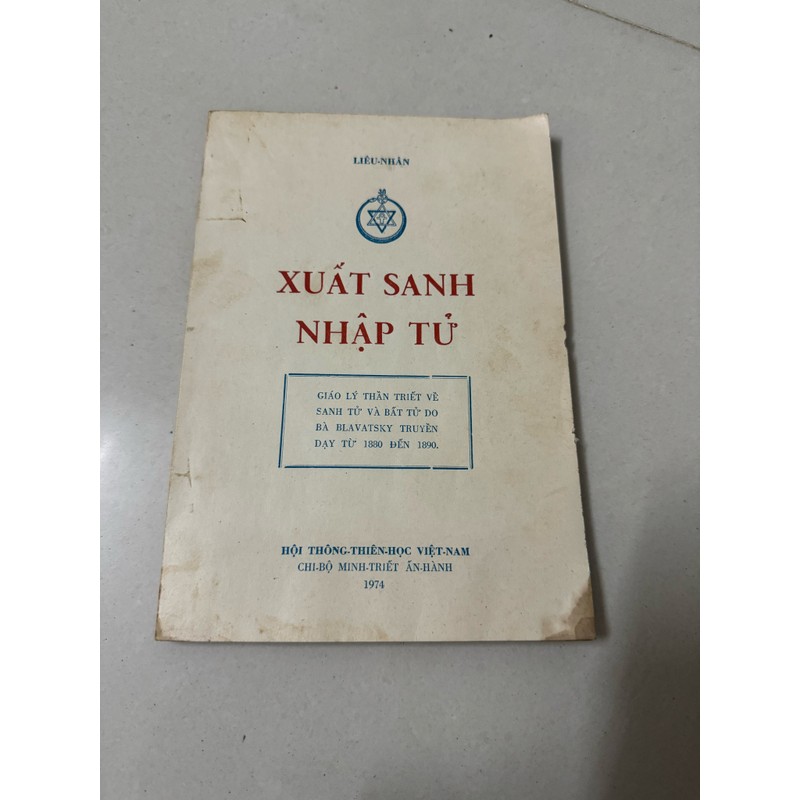 LIÊU-NHÂN
XUẤT SANH
NHẬP TỬ
GIÁO LÝ THẦN TRIẾT VỀ
SANH TỬ VÀ BẤT TỬ DO
BÀ BLAVATSKY TRUYỀN
DẠY TỪ 1880 ĐẾN 1890.
HỘI THÔNG-THIÊN-HỌC VIỆT-NAM
CHI-BỘ MINH-TRIẾT ẤN-HÀNH
1974